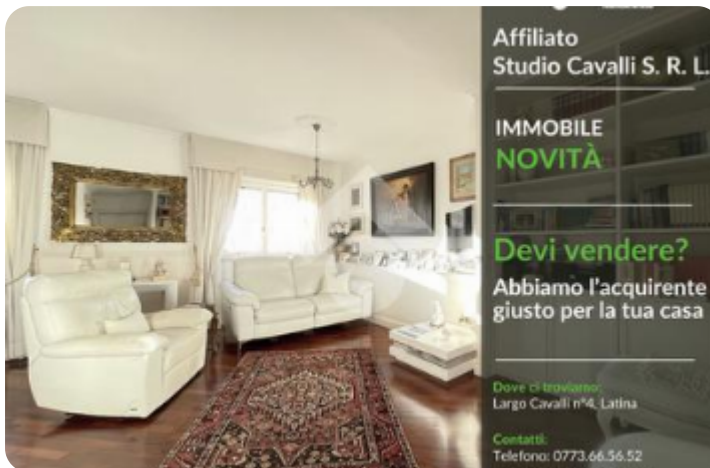 Affiliato
Studio Cavalli S. R. L.
IMMOBILE
NOVITÀ
Devi vendere?
Abbiamo l'acquirente
giusto per la tua casa
Dove ci troviamo:
Largo Cavalli n°4, Latina
Contatti:
Telefono: 0773.66.56.52